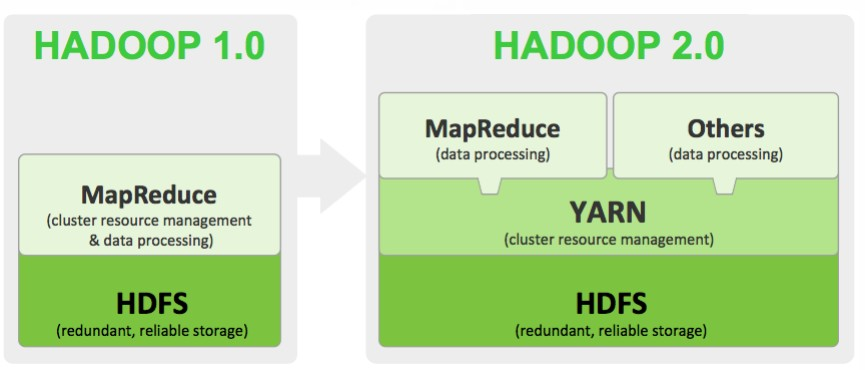 HADOOP 1.0
MapReduce
(cluster resource management
& data processing)
HDFS
(redundant, reliable storage)
HADOOP 2.0
MapReduce
(data processing)
Others
(data processing)
YARN
(cluster resource management)
HDFS
(redundant, reliable storage)